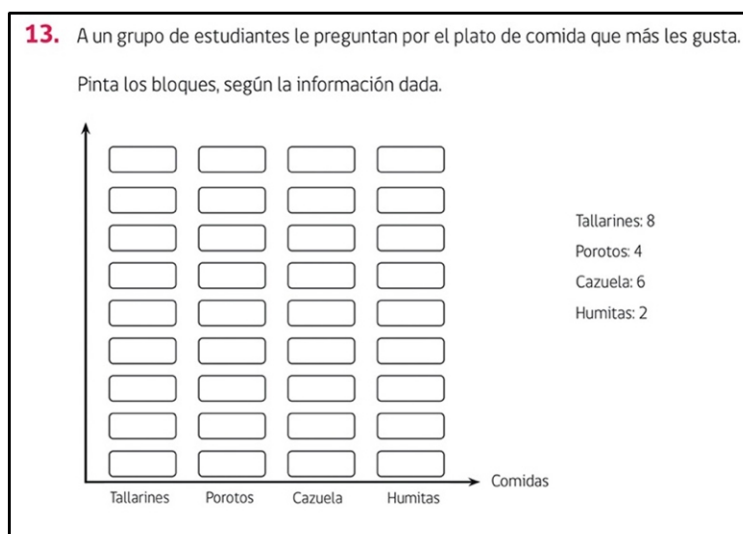 13. A un grupo de estudiantes le preguntan por el plato de comida que más les gusta.
Pinta los bloques, según la información dada.
Tallarines: 8
Porotos: 4
Cazuela: 6
Humitas: 2
Comidas
Tallarines Porotos Cazuela Humitas